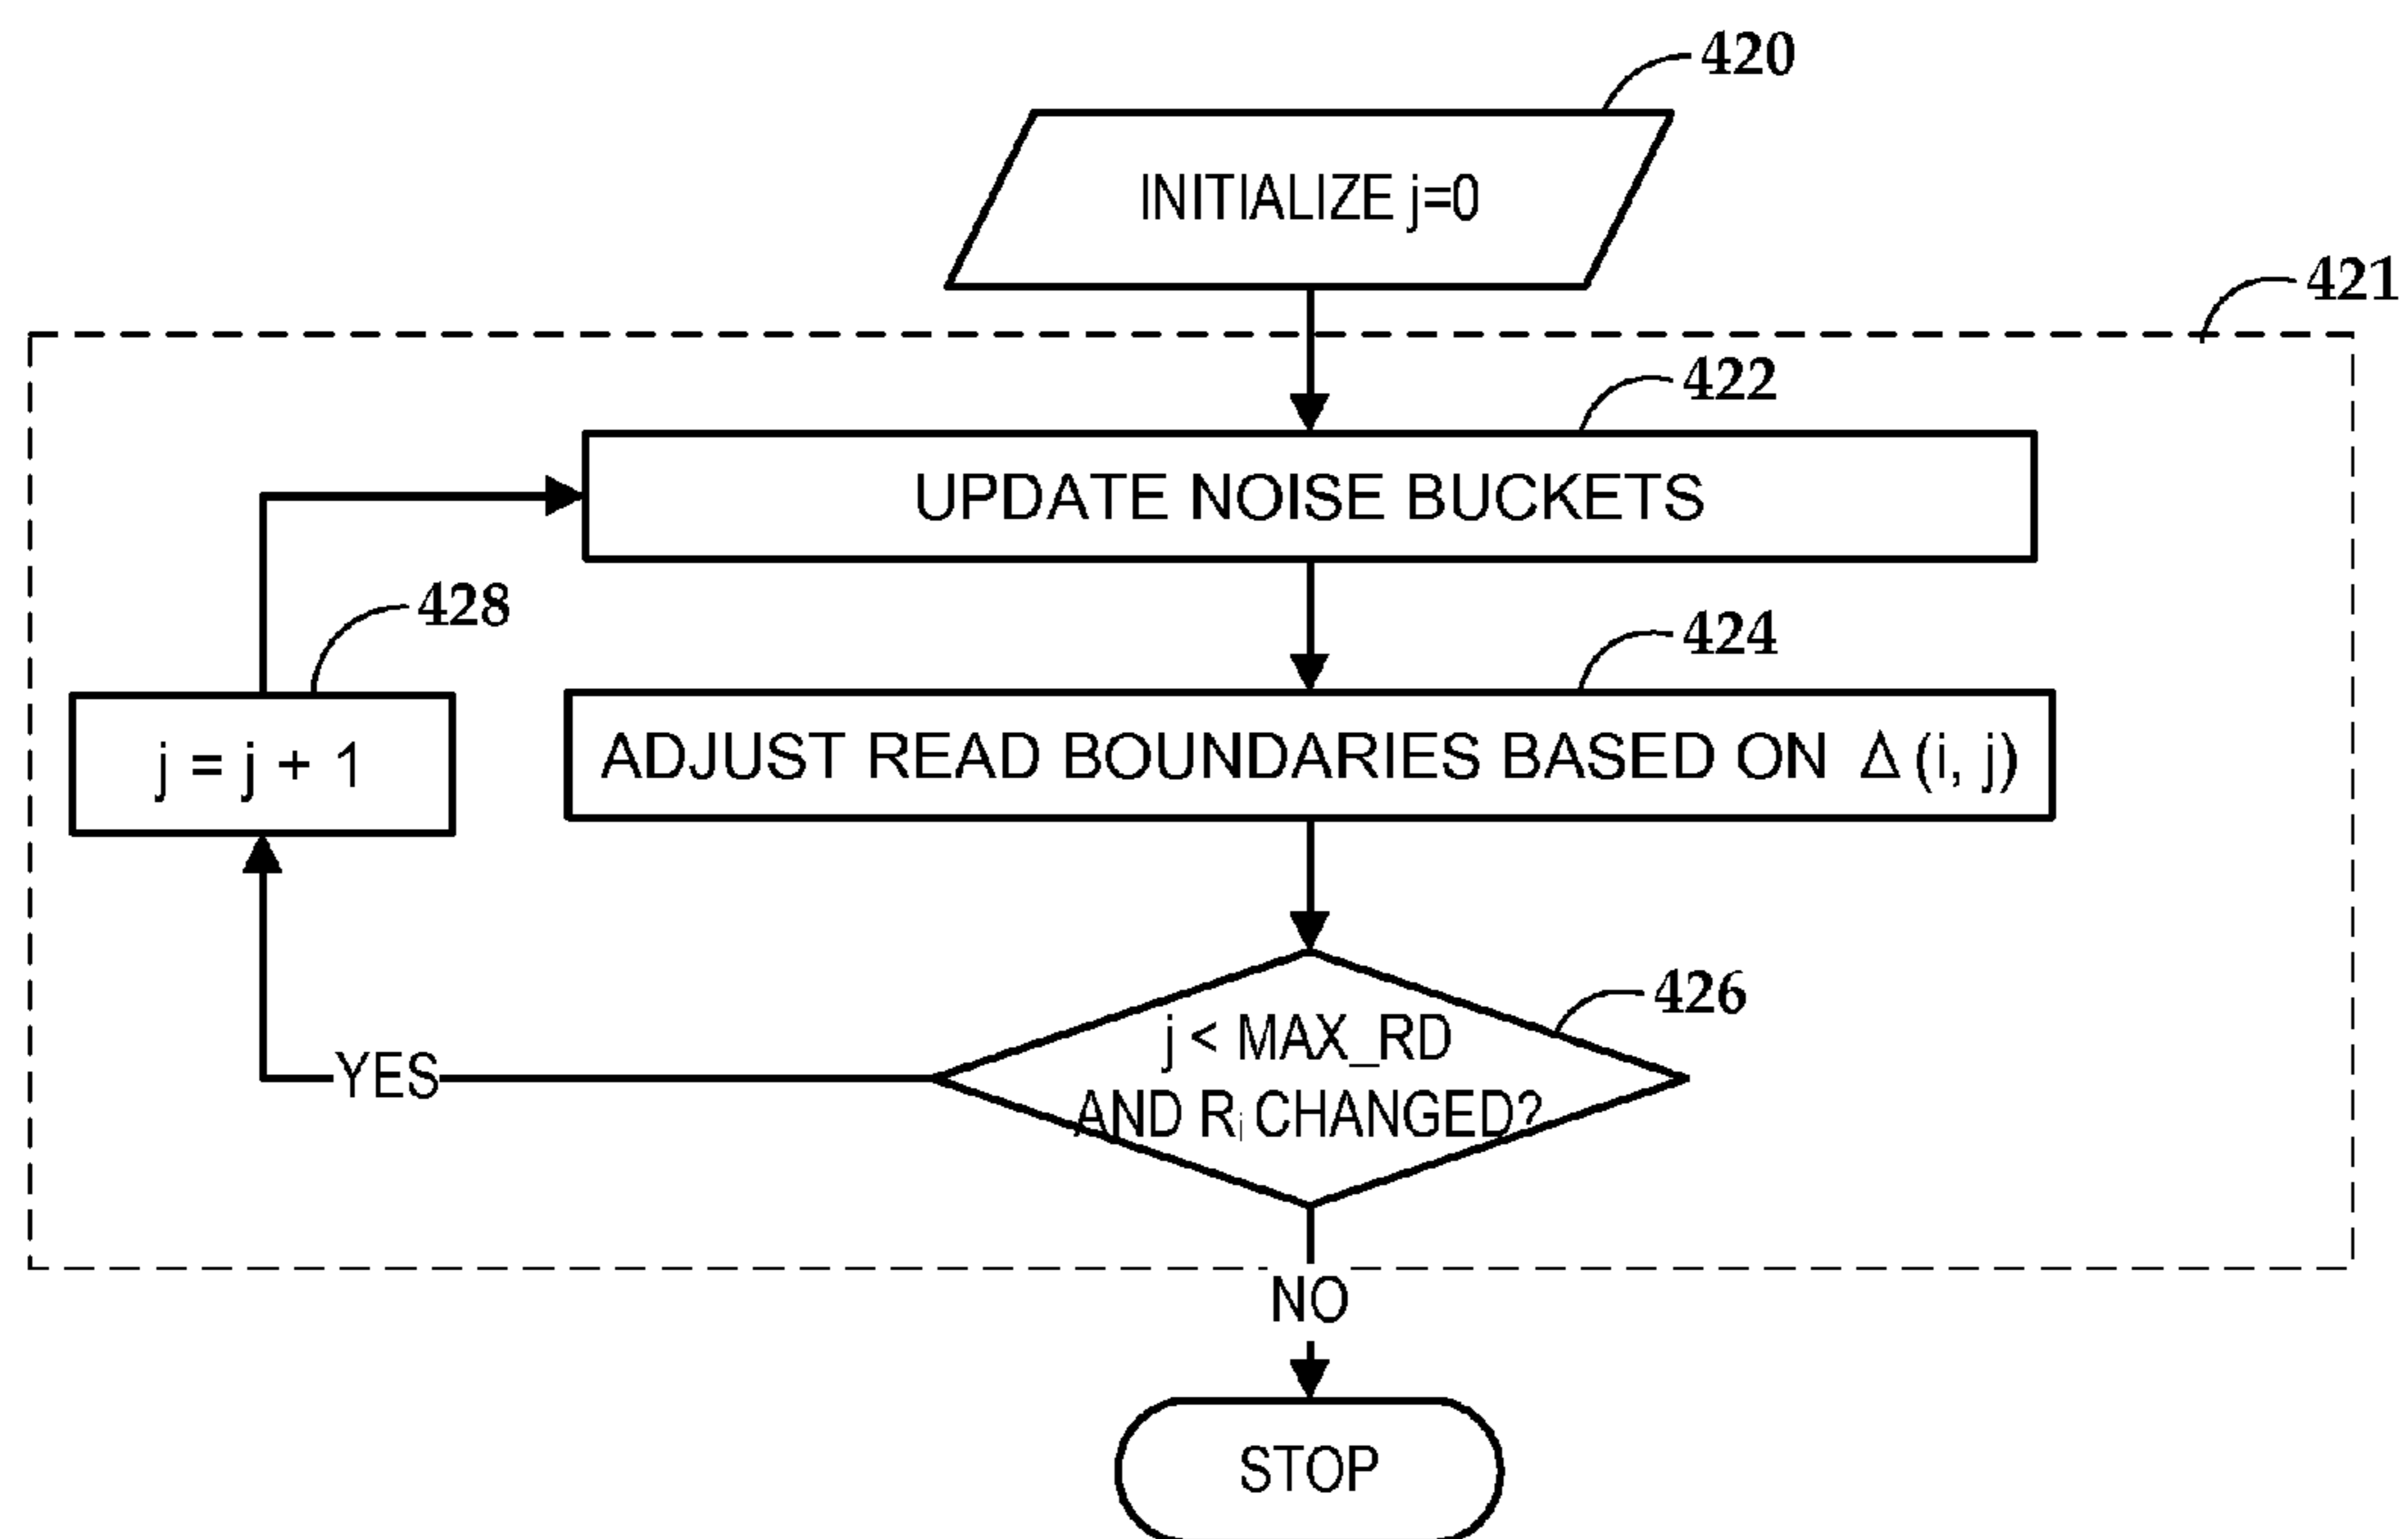 420
INITIALIZE j=0
421
422
UPDATE NOISE BUCKETS
428
424
j = j + 1
ADJUST READ BOUNDARIES BASED ON Δ (i, j)
426
j < MAX_RD
AND Rᵢ CHANGED?
YES
NO
STOP